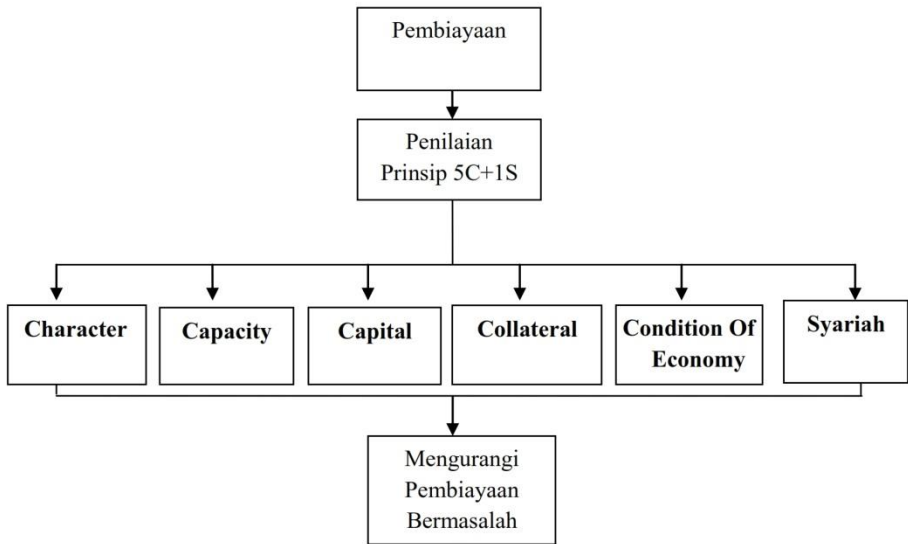 Pembiayaan
Penilaian
Prinsip 5C+1S
Character
Capacity
Capital
Collateral
Condition Of
Economy
Syariah
Mengurangi
Pembiayaan
Bermasalah